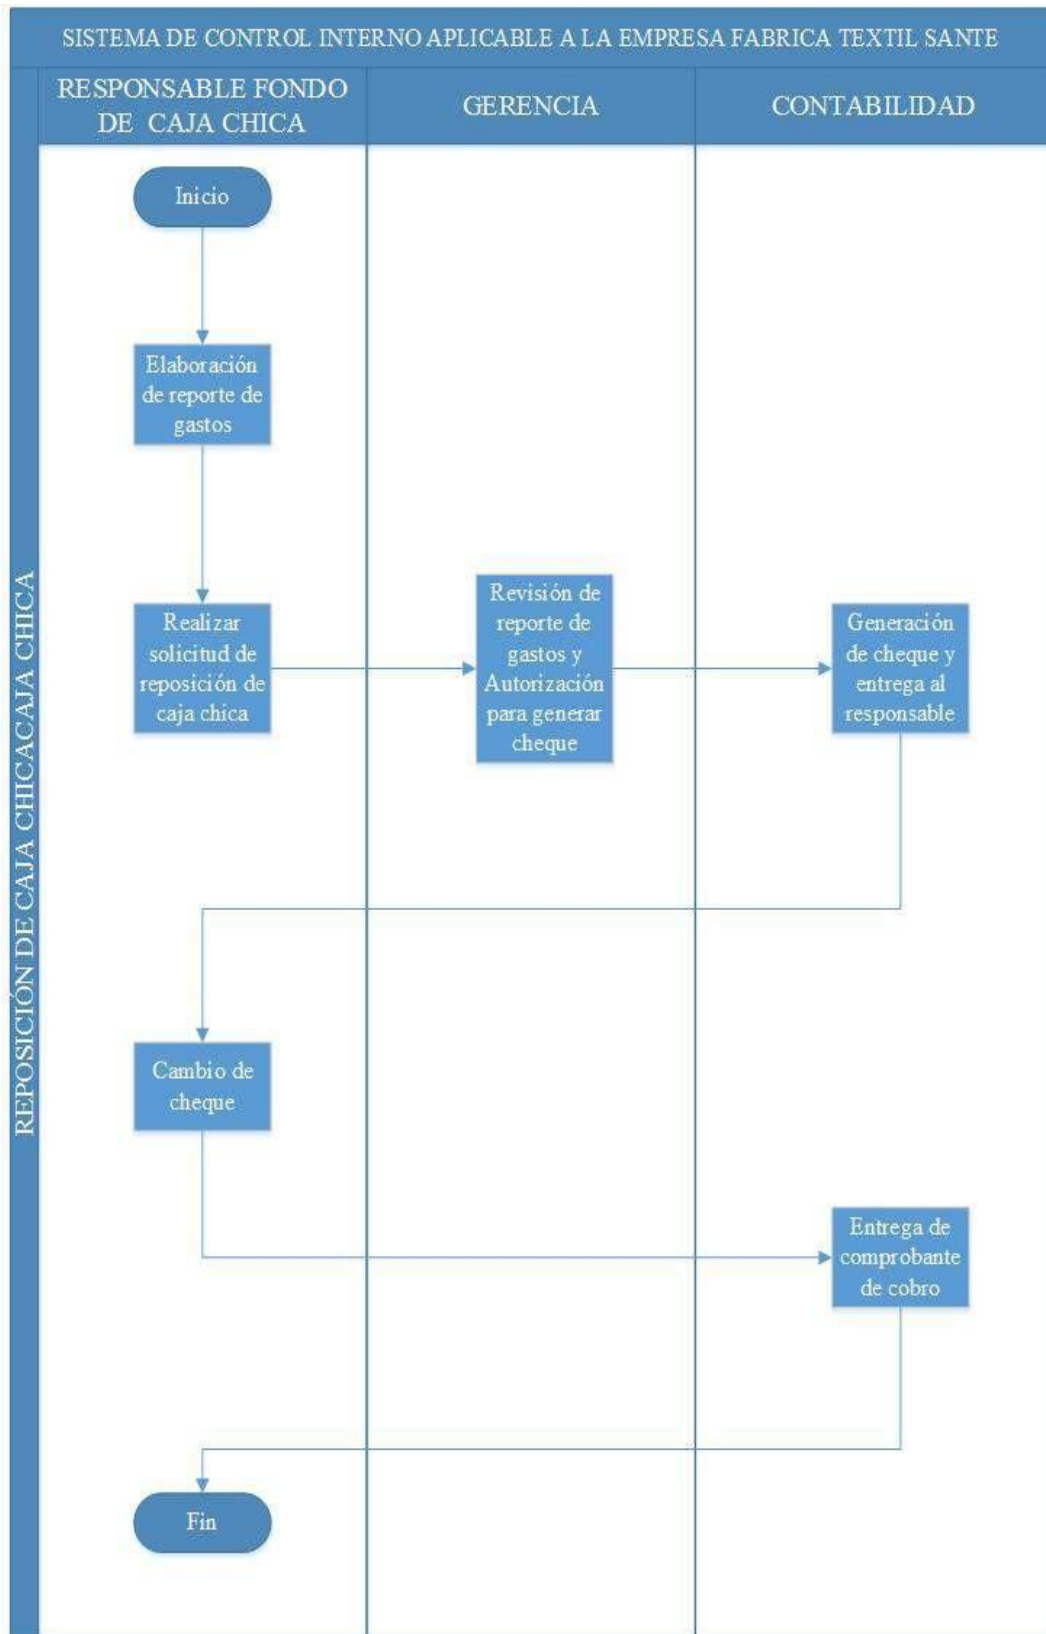 SISTEMA DE CONTROL INTERNO APLICABLE A LA EMPRESA FABRICA TEXTIL SANTE
RESPONSABLE FONDO
DE CAJA CHICA
GERENCIA
CONTABILIDAD
REPOSICIÓN DE CAJA CHICACAJA CHICA
Inicio
Elaboración
de reporte de
gastos
Realizar
solicitud de
reposición de
caja chica
Revisión de
reporte de
gastos y
Autorización
para generar
cheque
Generación
de cheque y
entrega al
responsable
Cambio de
cheque
Entrega de
comprobante
de cobro
Fin